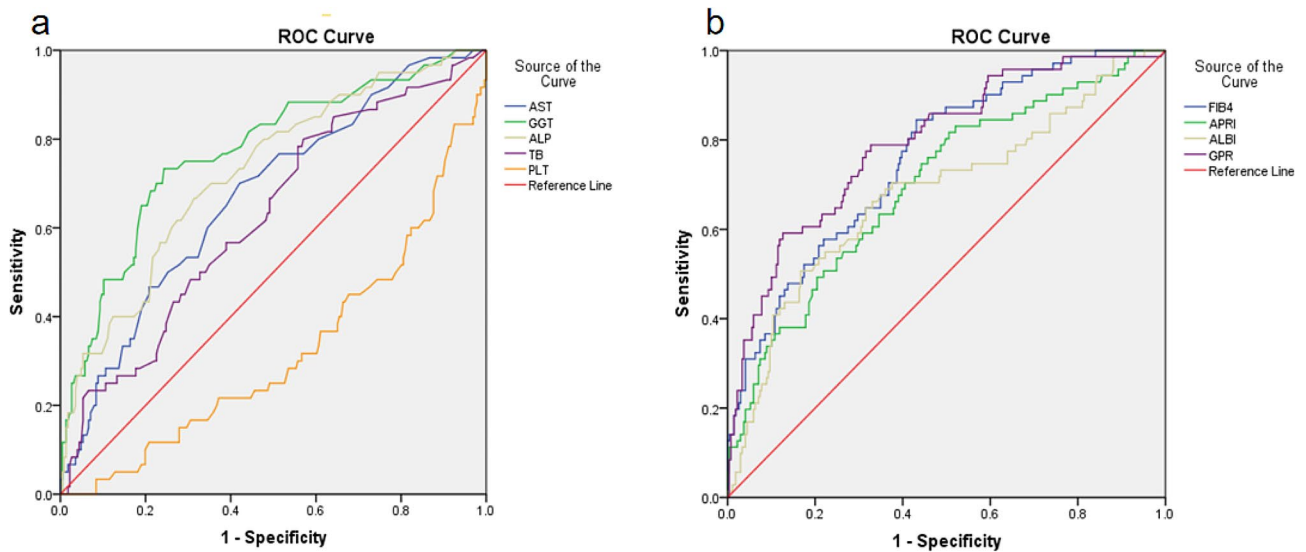 a
ROC Curve
1.0
0.8
0.6
0.4
0.2
0.0
Sensitivity
0.0 0.2 0.4 0.6 0.8 1.0
1 - Specificity
Source of the
Curve
AST
GGT
ALP
TB
PLT
Reference Line
b
ROC Curve
1.0
0.8
0.6
0.4
0.2
0.0
Sensitivity
0.0 0.2 0.4 0.6 0.8 1.0
1 - Specificity
Source of the
Curve
FIB4
APRI
ALBI
GPR
Reference Line